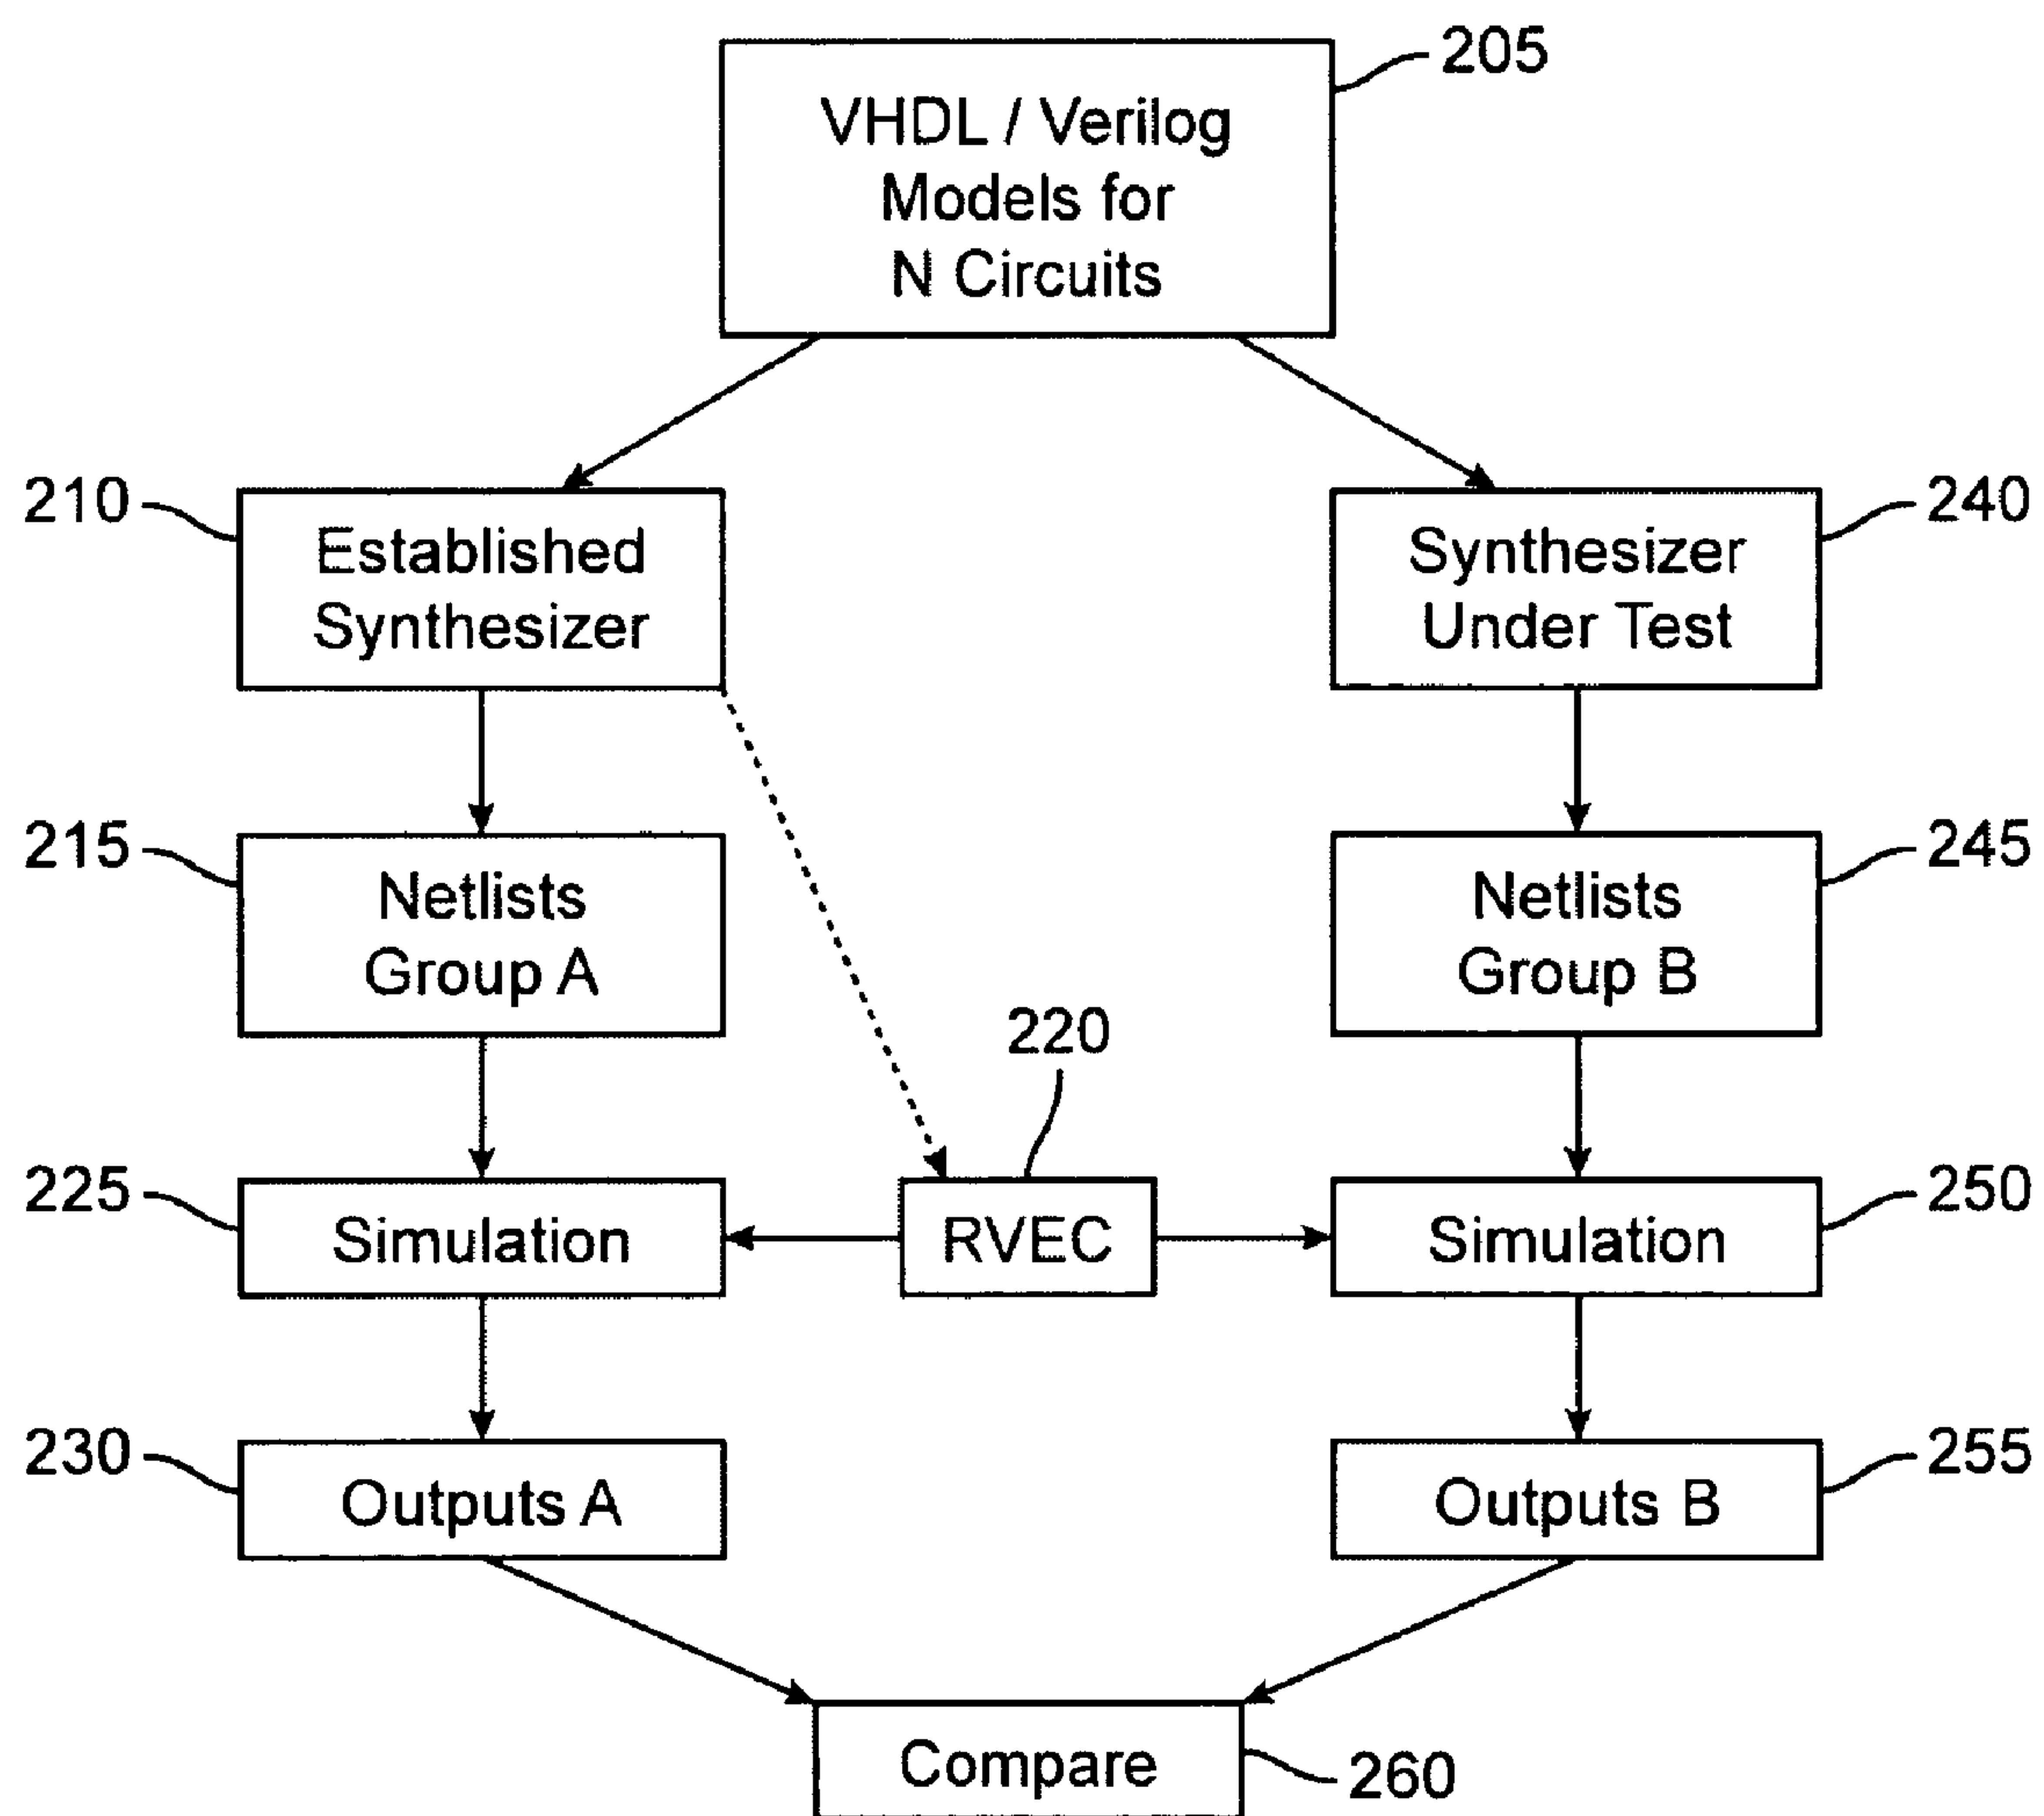 205
VHDL / Verilog
Models for
N Circuits
210
Established
Synthesizer
240
Synthesizer
Under Test
215
Netlists
Group A
245
Netlists
Group B
220
225
Simulation
RVEC
250
Simulation
230
Outputs A
255
Outputs B
Compare
260